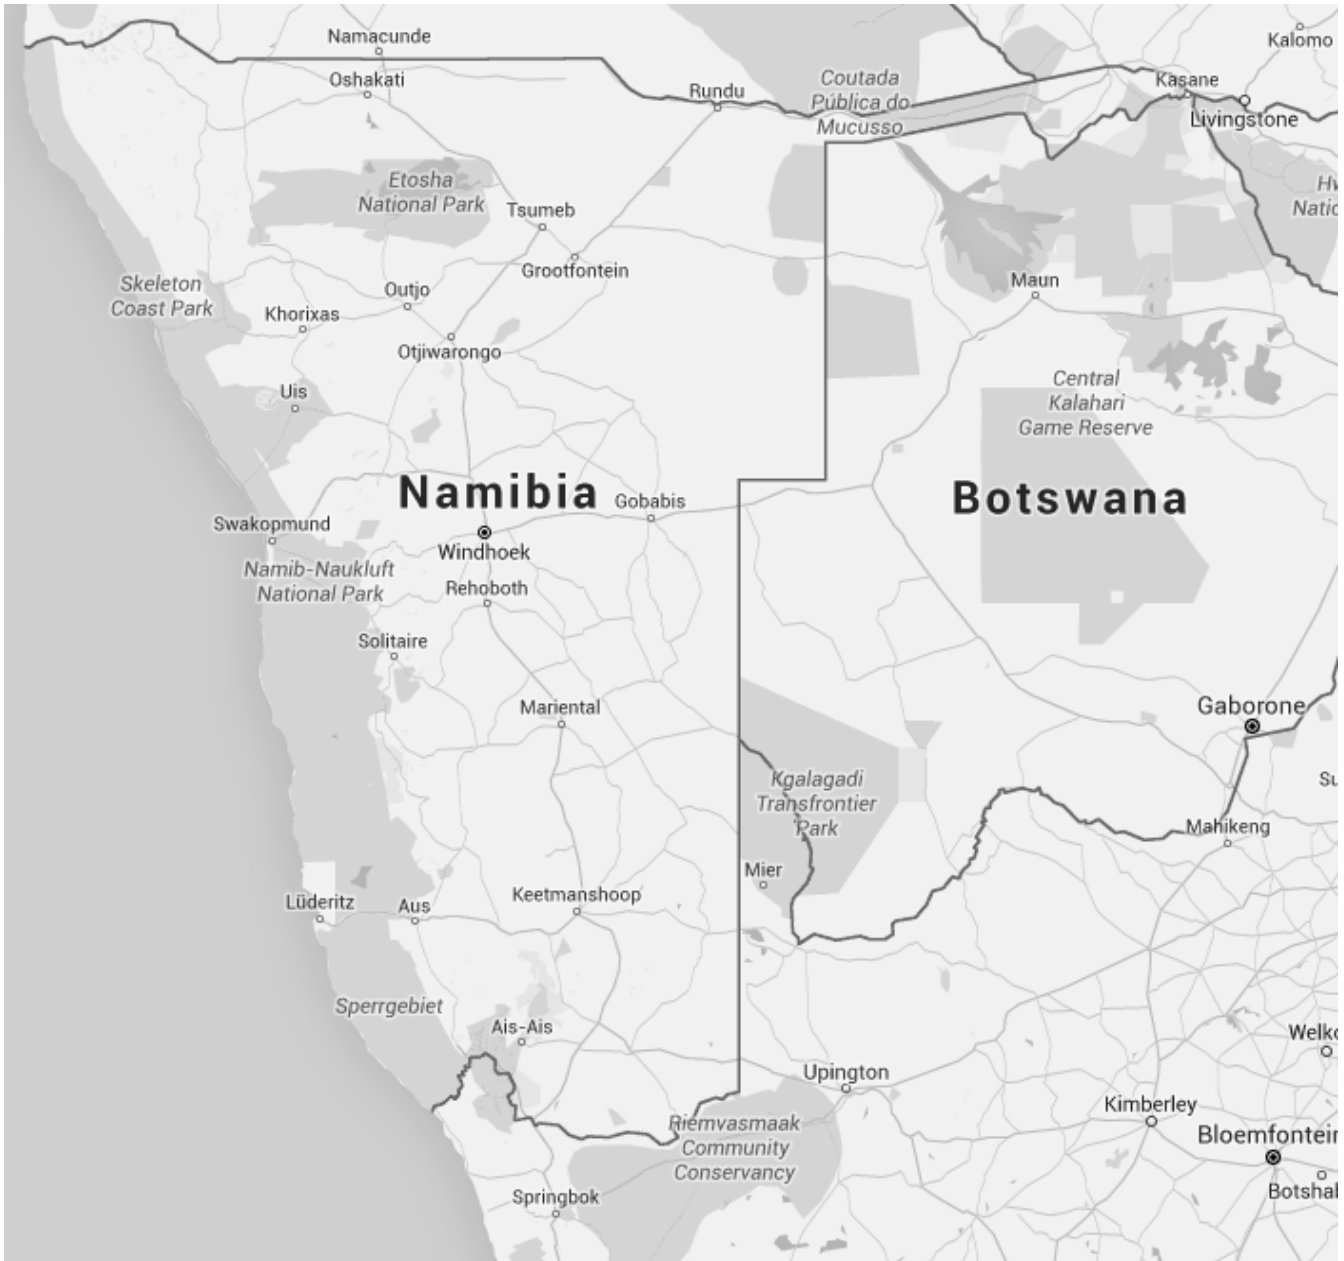 Namacunde
Kalomo
Oshakati
Rundu
Coutada
Pública do
Mucusso
Kasane
Livingstone
Etosha
National Park
Tsumeb
Grootfontein
Skeleton
Coast Park
Outjo
Khorixas
Otjiwarongo
Maun
Uis
Central
Kalahari
Game Reserve
Namibia
Gobabis
Botswana
Swakopmund
Windhoek
Namib-Naukluft
National Park
Rehoboth
Solitaire
Mariental
Gaborone
Kgalagadi
Transfrontier
Park
Su
Mahikeng
Mier
Keetmanshoop
Lüderitz
Aus
Sperrgebiet
Ais-Ais
Welko
Upington
Kimberley
Riemvasmaak
Community
Conservancy
Bloemfontein
Springbok
Botshal